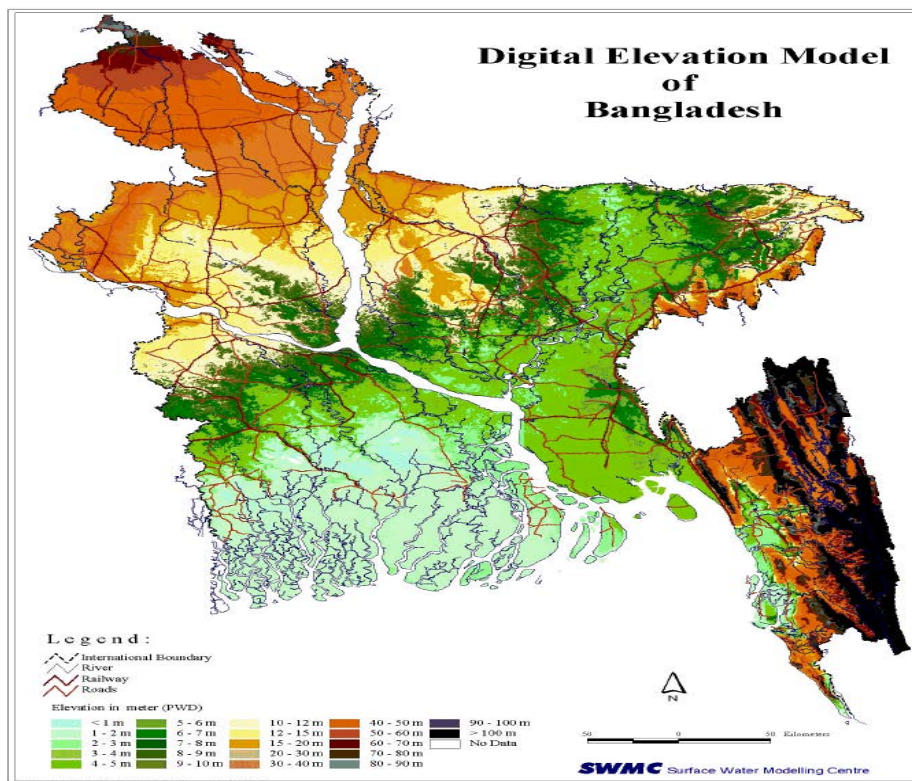 Digital Elevation Model
of
Bangladesh
Legend :
International Boundary
River
Railway
Roads
Elevation in meter (PWD)
< 1 m 5 - 6 m 10 - 12 m 40 - 50 m 90 - 100 m
1 - 2 m 6 - 7 m 12 - 15 m 50 - 60 m > 100 m
2 - 3 m 7 - 8 m 15 - 20 m 60 - 70 m No Data
3 - 4 m 8 - 9 m 20 - 30 m 70 - 80 m
4 - 5 m 9 - 10 m 30 - 40 m 80 - 90 m
N
50 0 50 Kilometers
SWMC Surface Water Modelling Centre